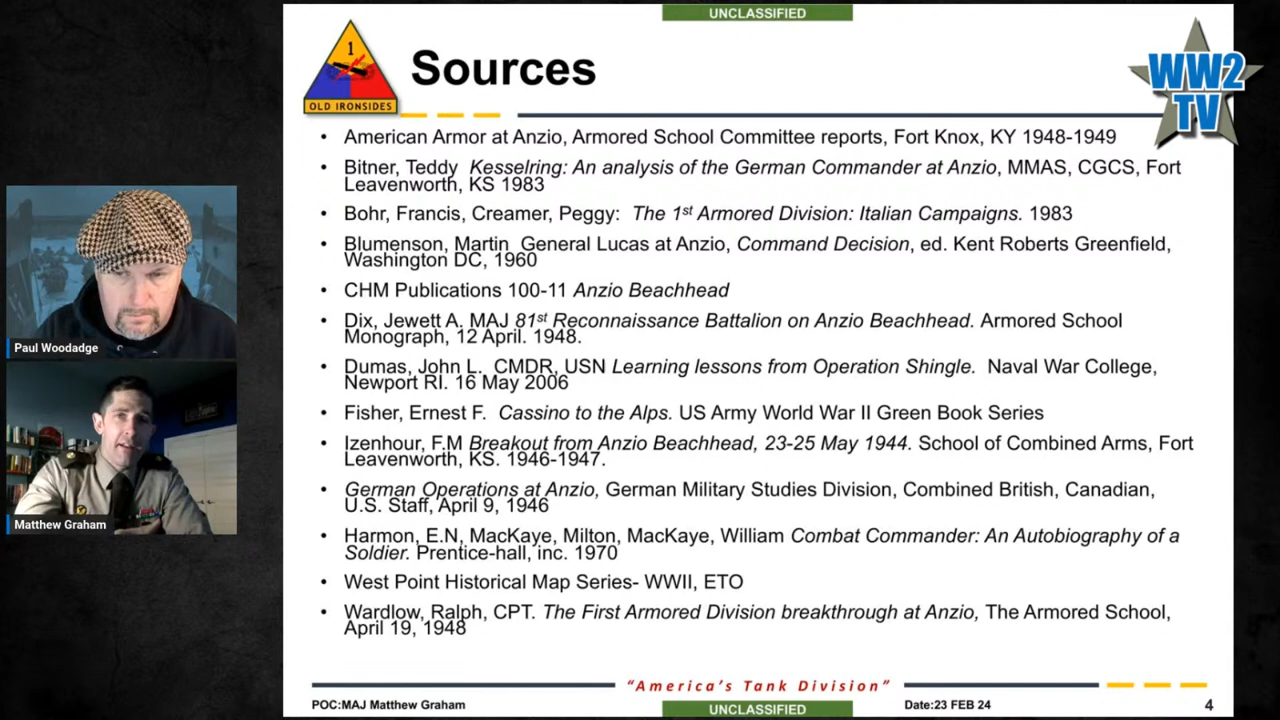 UNCLASSIFIED
1
OLD IRONSIDES
Sources
WW2
TV
• American Armor at Anzio, Armored School Committee reports, Fort Knox, KY 1948-1949
• Bitner, Teddy Kesselring: An analysis of the German Commander at Anzio, MMAS, CGCS, Fort
Leavenworth, KS 1983
• Bohr, Francis, Creamer, Peggy: The 1st Armored Division: Italian Campaigns. 1983
• Blumenson, Martin General Lucas at Anzio, Command Decision, ed. Kent Roberts Greenfield,
Washington DC, 1960
• CHM Publications 100-11 Anzio Beachhead
• Dix, Jewett A. MAJ 81st Reconnaissance Battalion on Anzio Beachhead. Armored School
Monograph, 12 April. 1948.
• Dumas, John L. CMDR, USN Learning lessons from Operation Shingle. Naval War College,
Newport RI. 16 May 2006
• Fisher, Ernest F. Cassino to the Alps. US Army World War II Green Book Series
• Izenhour, F.M Breakout from Anzio Beachhead, 23-25 May 1944. School of Combined Arms, Fort
Leavenworth, KS. 1946-1947.
• German Operations at Anzio, German Military Studies Division, Combined British, Canadian,
U.S. Staff, April 9, 1946
• Harmon, E.N, MacKaye, Milton, MacKaye, William Combat Commander: An Autobiography of a
Soldier. Prentice-hall, inc. 1970
• West Point Historical Map Series- WWII, ETO
• Wardlow, Ralph, CPT. The First Armored Division breakthrough at Anzio, The Armored School,
April 19, 1948
"America's Tank Division"
POC:MAJ Matthew Graham
UNCLASSIFIED
Date:23 FEB 24
4
Paul Woodadge
Matthew Graham